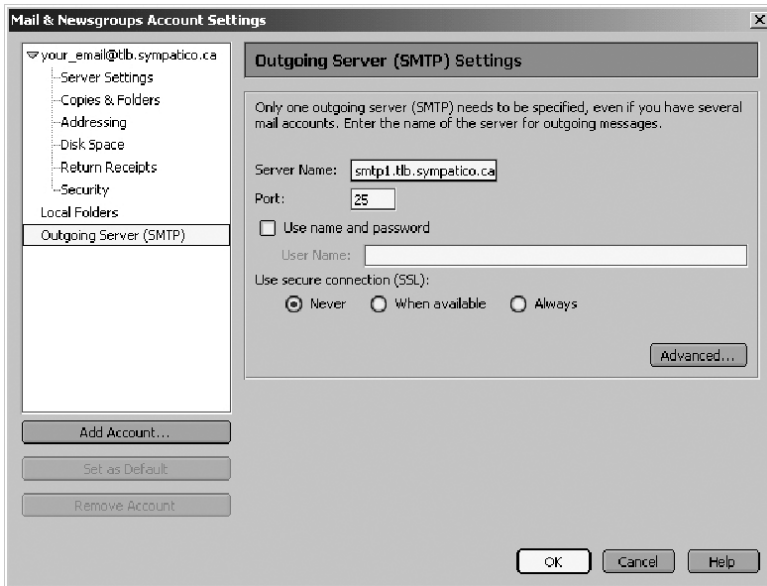 Mail & Newsgroups Account Settings
your_email@tlb.sympatico.ca
Server Settings
Copies & Folders
Addressing
Disk Space
Return Receipts
Security
Local Folders
Outgoing Server (SMTP)
Add Account...
Set as Default
Remove Account
Outgoing Server (SMTP) Settings
Only one outgoing server (SMTP) needs to be specified, even if you have several
mail accounts. Enter the name of the server for outgoing messages.
Server Name: smtp1.tlb.sympatico.ca
Port: 25
Use name and password
User Name:
Use secure connection (SSL):
Never When available Always
Advanced...
OK Cancel Help